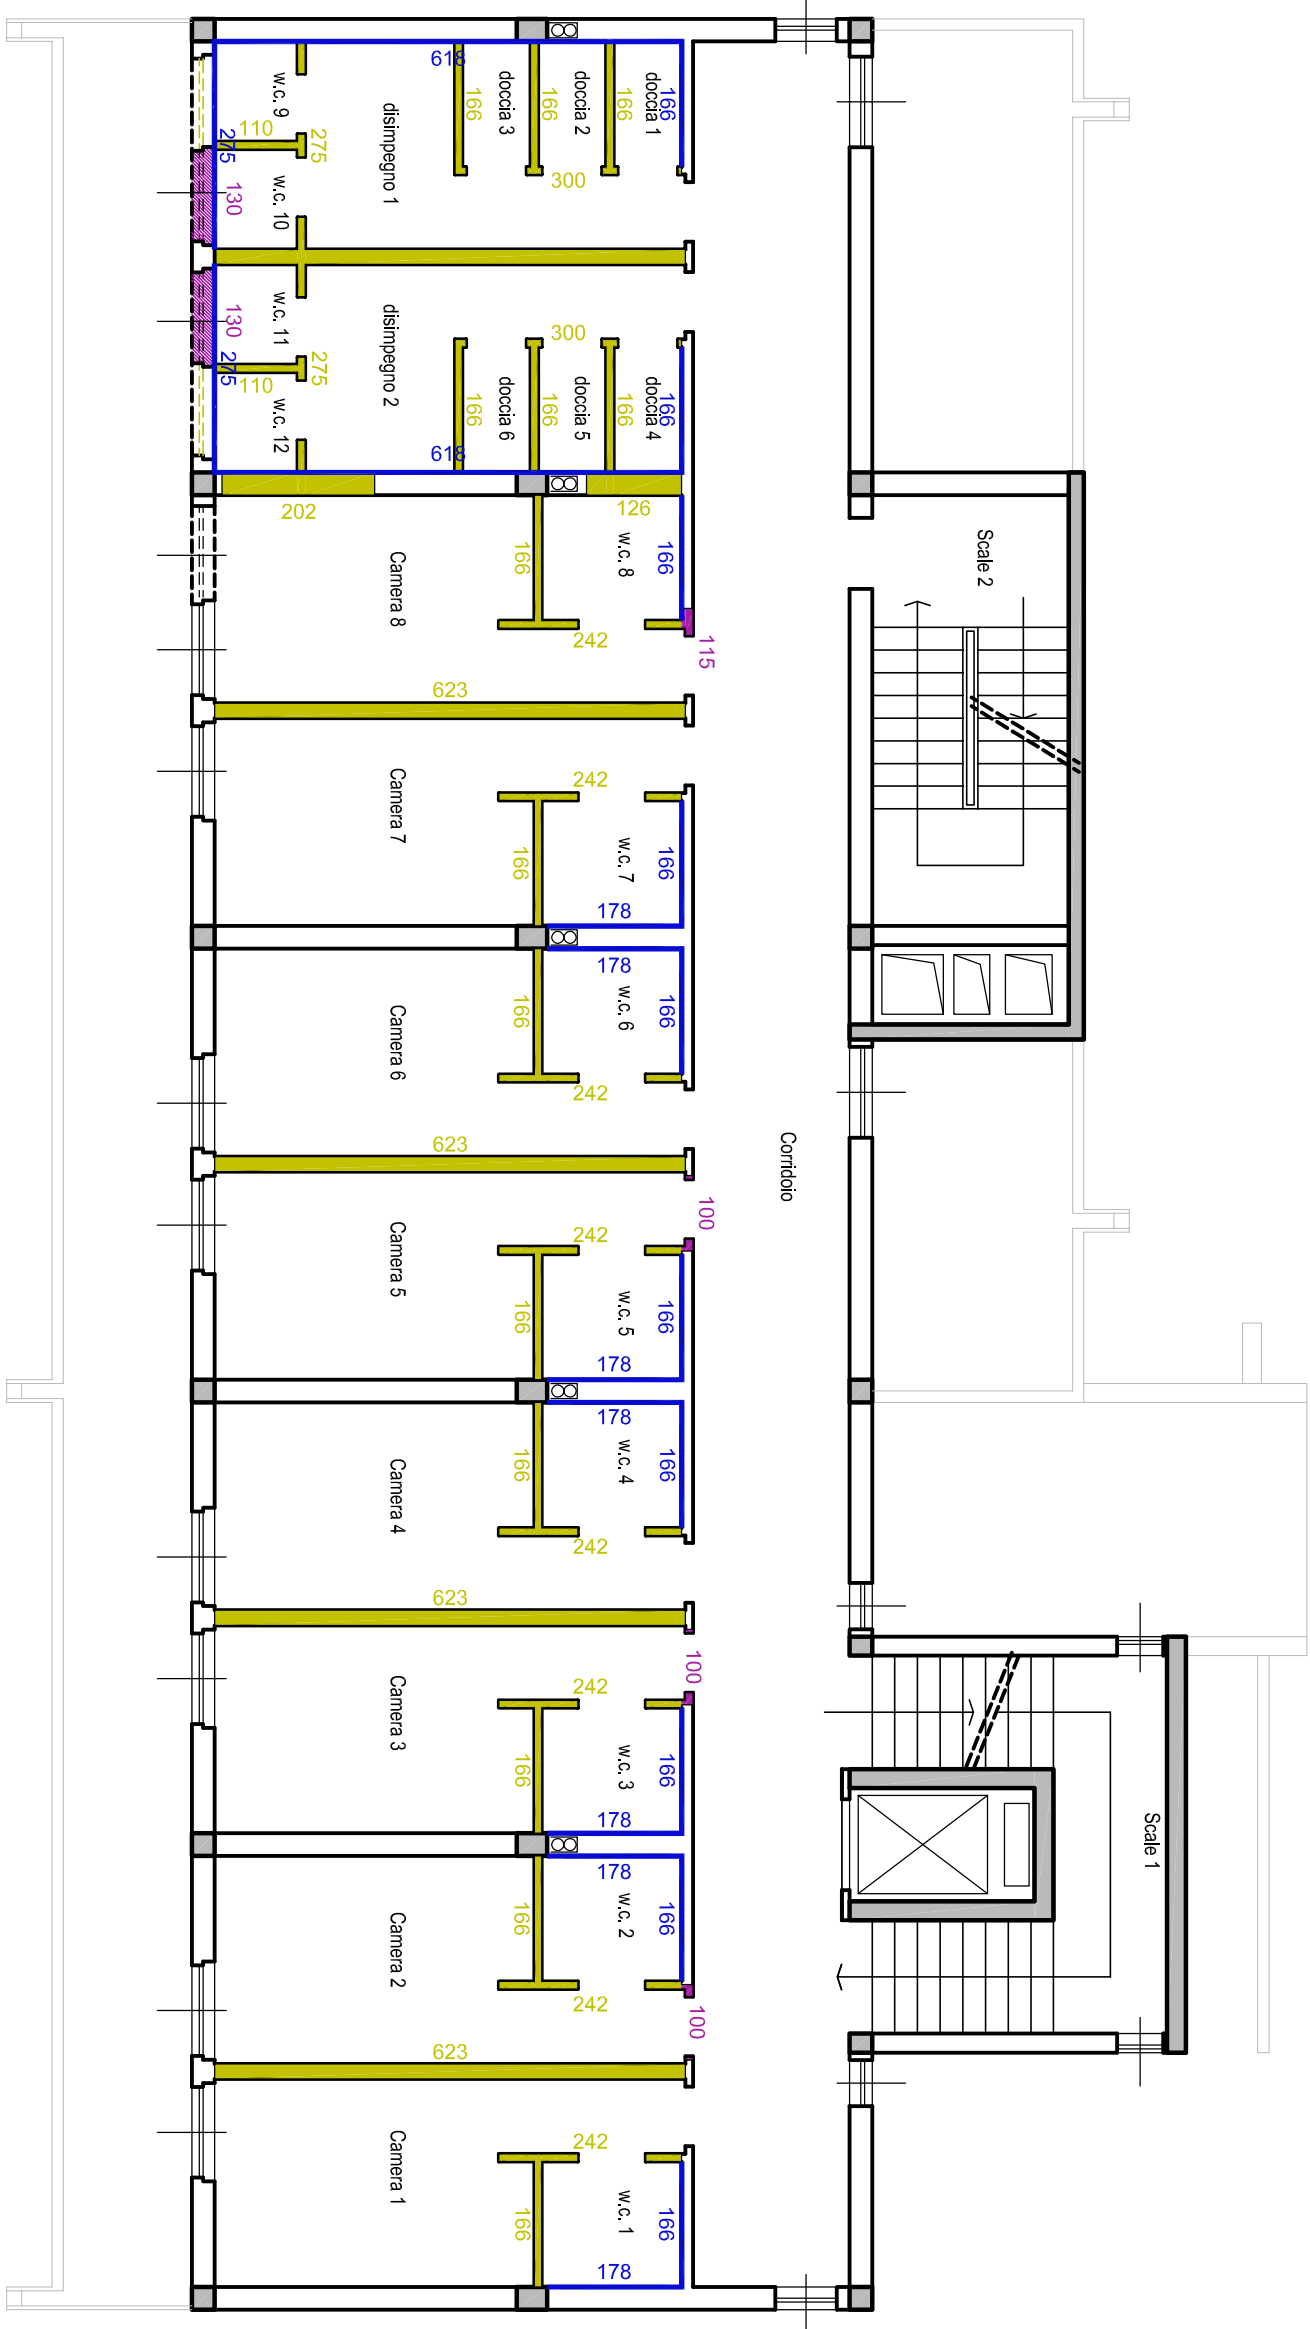 618
166
doccia 1
166
doccia 2
166
doccia 3
166
disimpegno 1
w.c. 9
110
275
275
w.c. 10
130
300
w.c. 11
130
disimpegno 2
300
275
275
110
w.c. 12
166
doccia 4
166
doccia 5
166
doccia 6
166
618
202
126
Camera 8
166
w.c. 8
166
242
115
Scale 2
623
Camera 7
242
166
w.c. 7
166
178
178
Camera 6
166
w.c. 6
166
242
623
Corridoio
100
Camera 5
242
166
w.c. 5
166
178
178
Camera 4
166
w.c. 4
166
242
623
100
Camera 3
242
166
w.c. 3
166
178
Scale 1
178
Camera 2
166
w.c. 2
166
242
100
623
Camera 1
242
166
w.c. 1
166
178